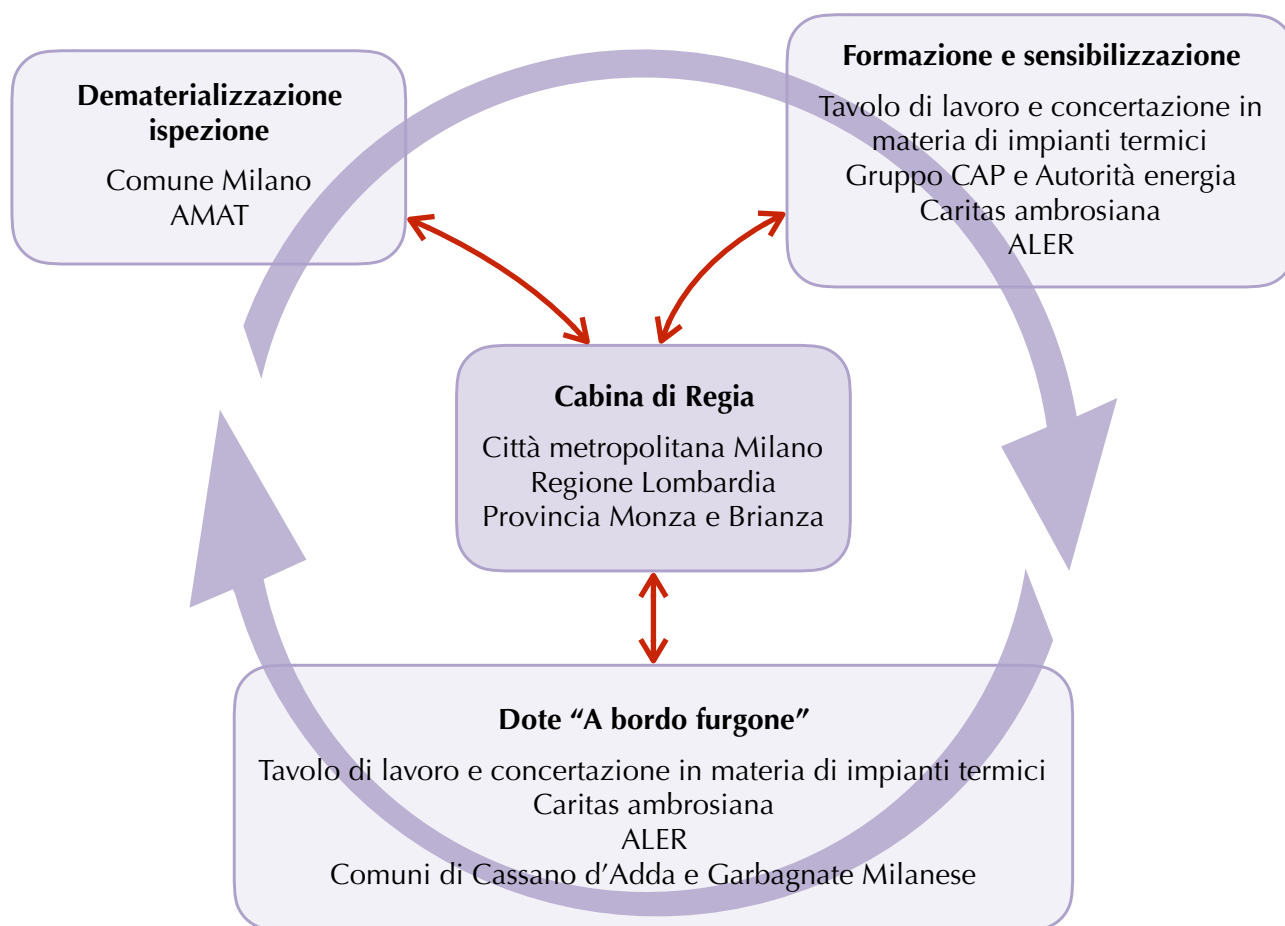 Dematerializzazione
ispezione
Comune Milano
AMAT
Formazione e sensibilizzazione
Tavolo di lavoro e concertazione in
materia di impianti termici
Gruppo CAP e Autorità energia
Caritas ambrosiana
ALER
Cabina di Regia
Città metropolitana Milano
Regione Lombardia
Provincia Monza e Brianza
Dote “A bordo furgone”
Tavolo di lavoro e concertazione in materia di impianti termici
Caritas ambrosiana
ALER
Comuni di Cassano d’Adda e Garbagnate Milanese